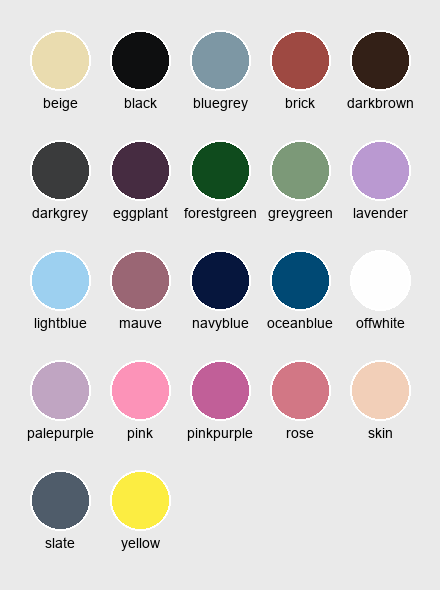 beige black bluegrey brick darkbrown
darkgrey eggplant forestgreen greygreen lavender
lightblue mauve navyblue oceanblue offwhite
palepurple pink pinkpurple rose skin
slate yellow